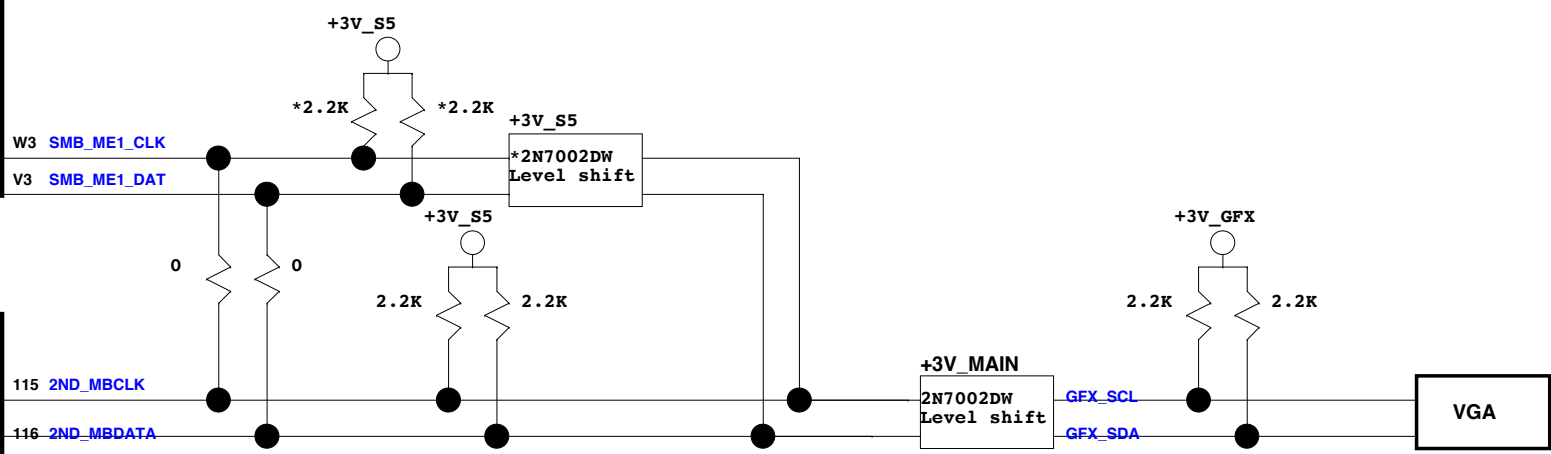 +3V_S5
*2.2K
*2.2K
+3V_S5
W3 SMB_ME1_CLK
*2N7002DW
Level shift
V3 SMB_ME1_DAT
+3V_S5
+3V_GFX
0
0
2.2K
2.2K
2.2K
2.2K
+3V_MAIN
115 2ND_MBCLK
2N7002DW
Level shift
GFX_SCL
VGA
116 2ND_MBDATA
GFX_SDA